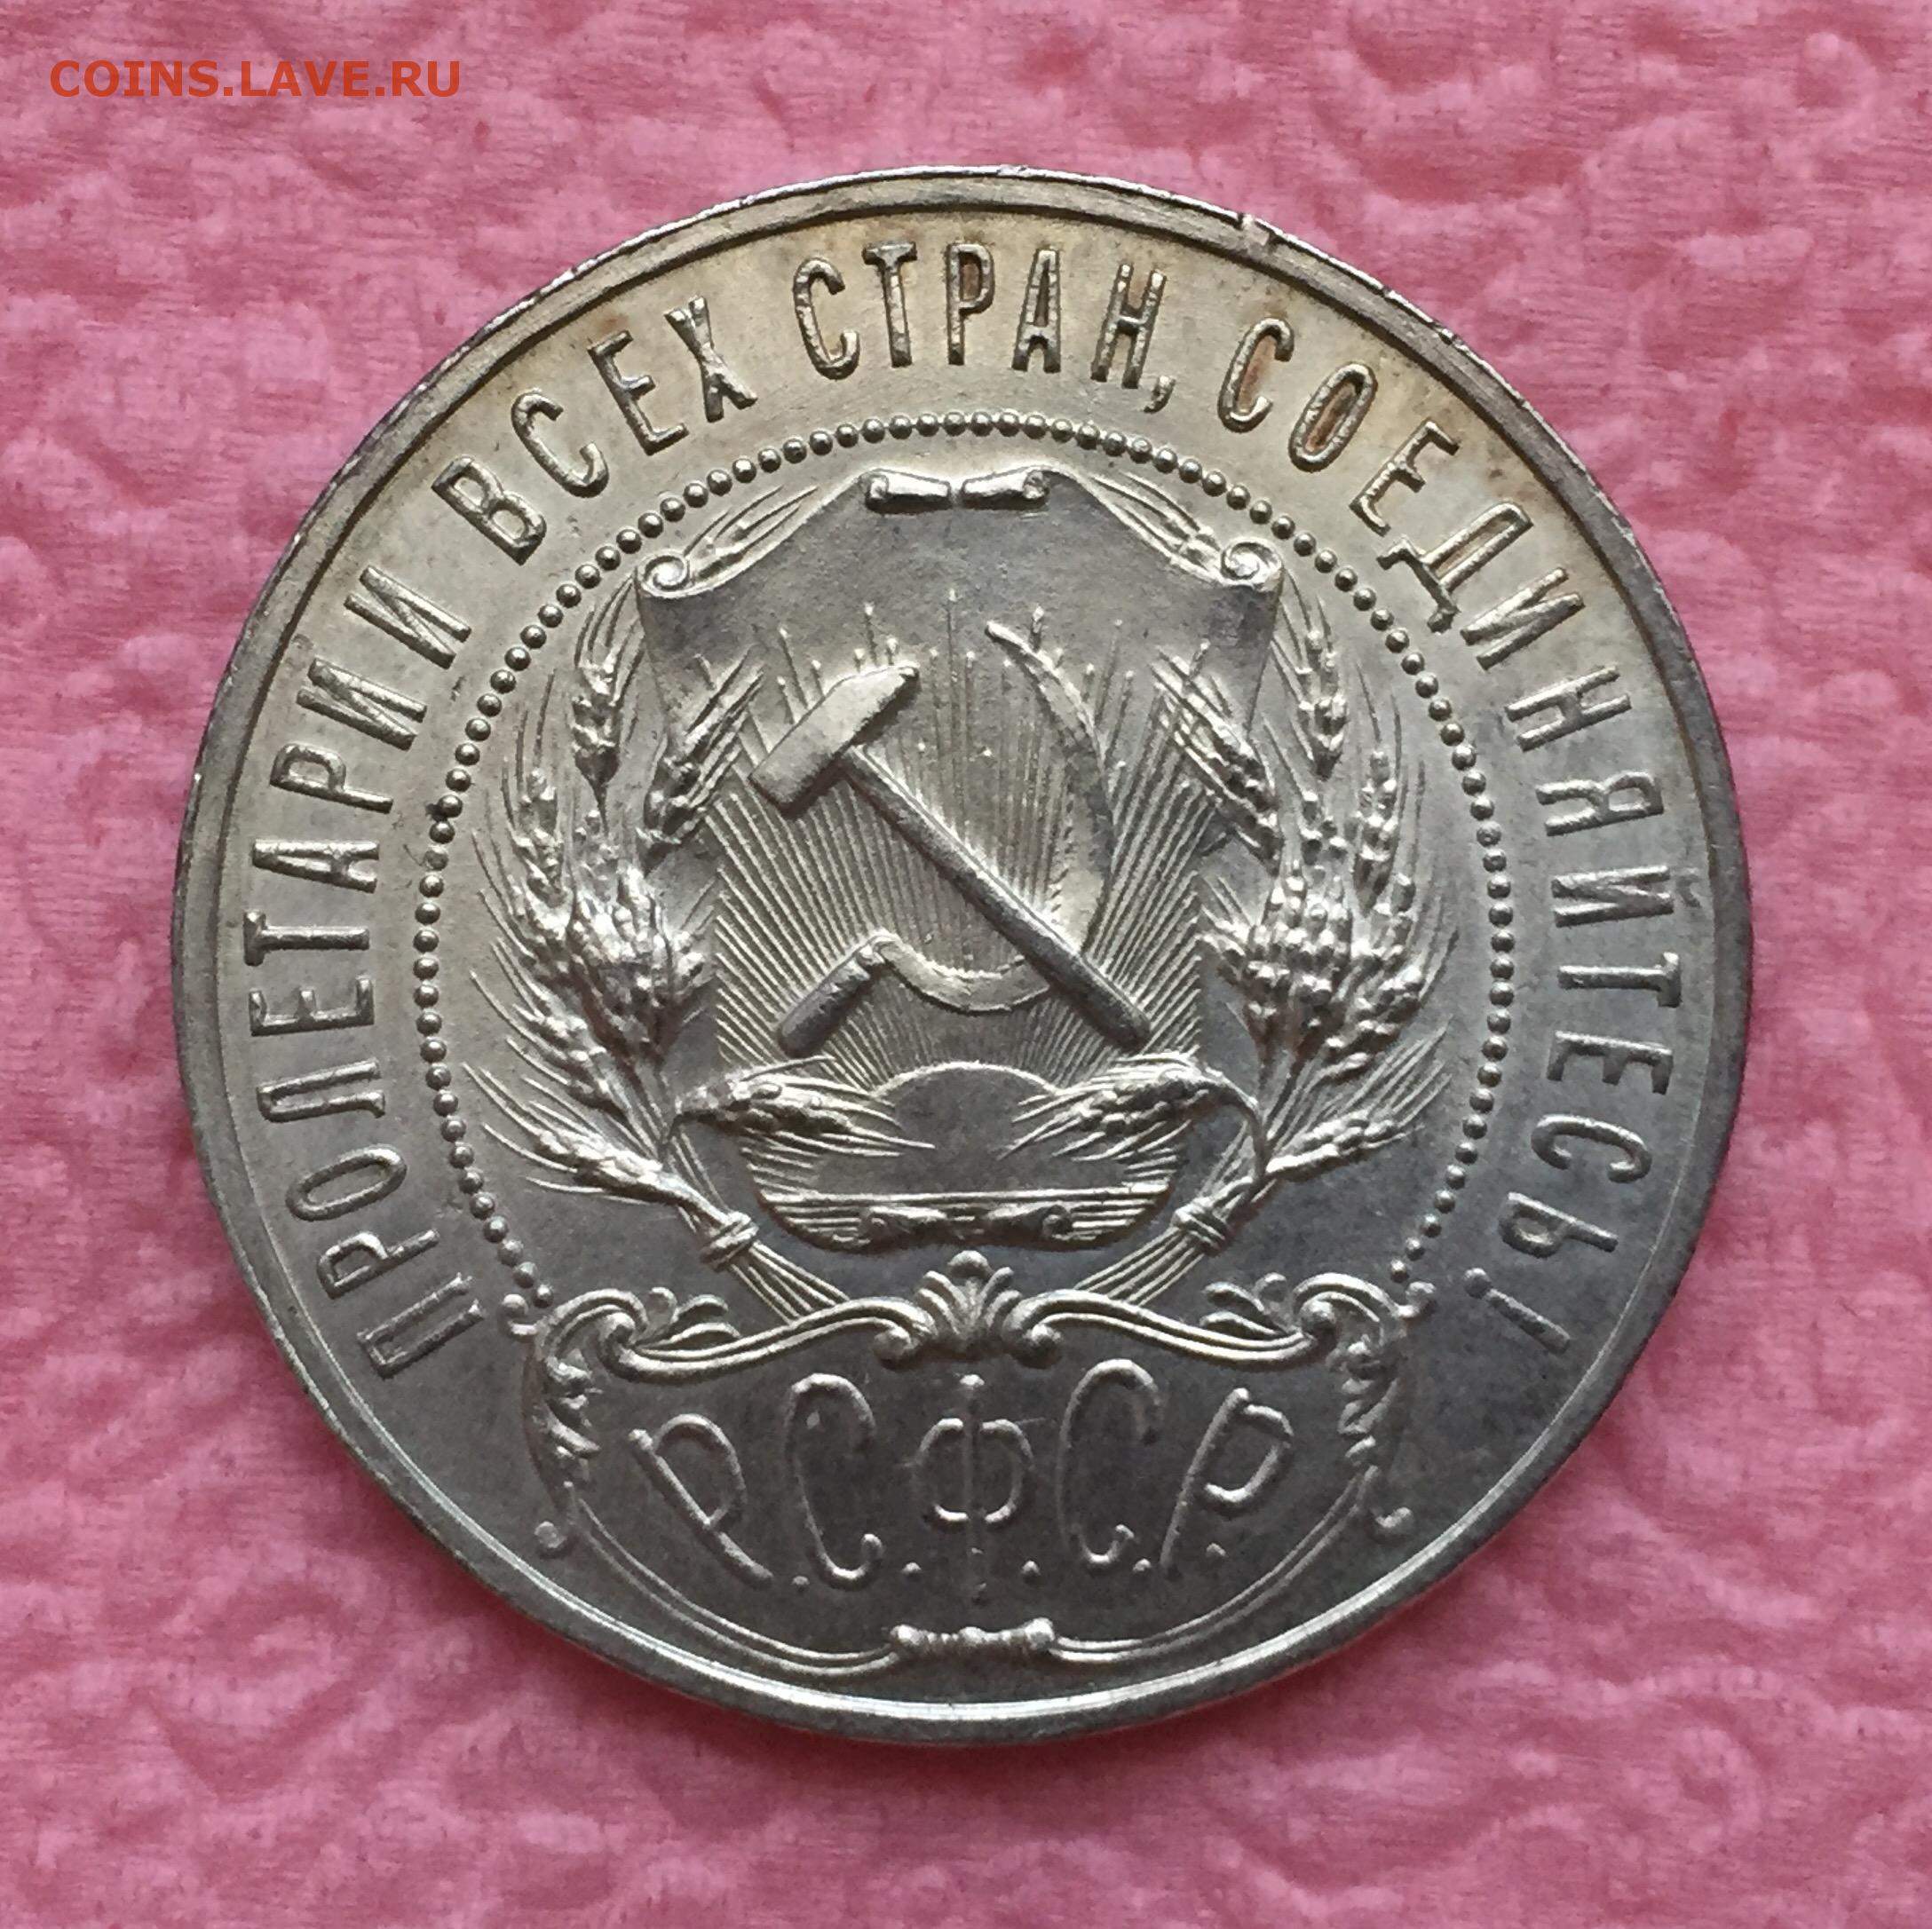 COINS.LAVE.RU
ПРОЛЕТАРИИ ВСЕХ СТРАН, СОЕДИНЯЙТЕСЬ!
Р.С.Ф.С.Р.